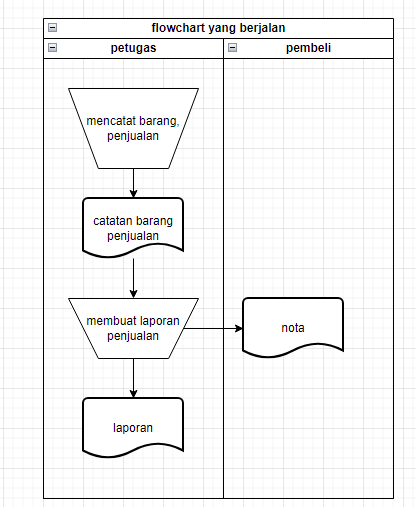 flowchart yang berjalan
petugas
pembeli
mencatat barang,
penjualan
catatan barang
penjualan
membuat laporan
penjualan
nota
laporan